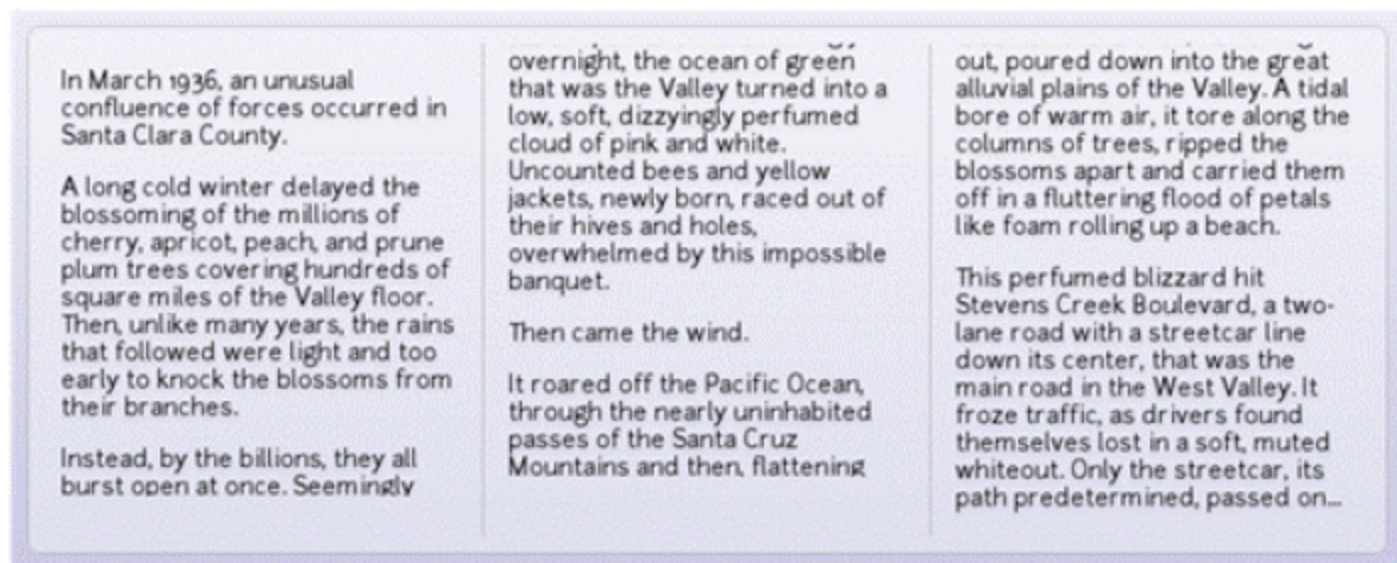 In March 1936, an unusual
confluence of forces occurred in
Santa Clara County.
A long cold winter delayed the
blossoming of the millions of
cherry, apricot, peach, and prune
plum trees covering hundreds of
square miles of the Valley floor.
Then, unlike many years, the rains
that followed were light and too
early to knock the blossoms from
their branches.
Instead, by the billions, they all
burst open at once. Seemingly
overnight, the ocean of green
that was the Valley turned into a
low, soft, dizzyingly perfumed
cloud of pink and white.
Uncounted bees and yellow
jackets, newly born, raced out of
their hives and holes,
overwhelmed by this impossible
banquet.
Then came the wind.
It roared off the Pacific Ocean,
through the nearly uninhabited
passes of the Santa Cruz
Mountains and then, flattening
out, poured down into the great
alluvial plains of the Valley. A tidal
bore of warm air, it tore along the
columns of trees, ripped the
blossoms apart and carried them
off in a fluttering flood of petals
like foam rolling up a beach.
This perfumed blizzard hit
Stevens Creek Boulevard, a two-
lane road with a streetcar line
down its center, that was the
main road in the West Valley. It
froze traffic, as drivers found
themselves lost in a soft, muted
whiteout. Only the streetcar, its
path predetermined, passed on...